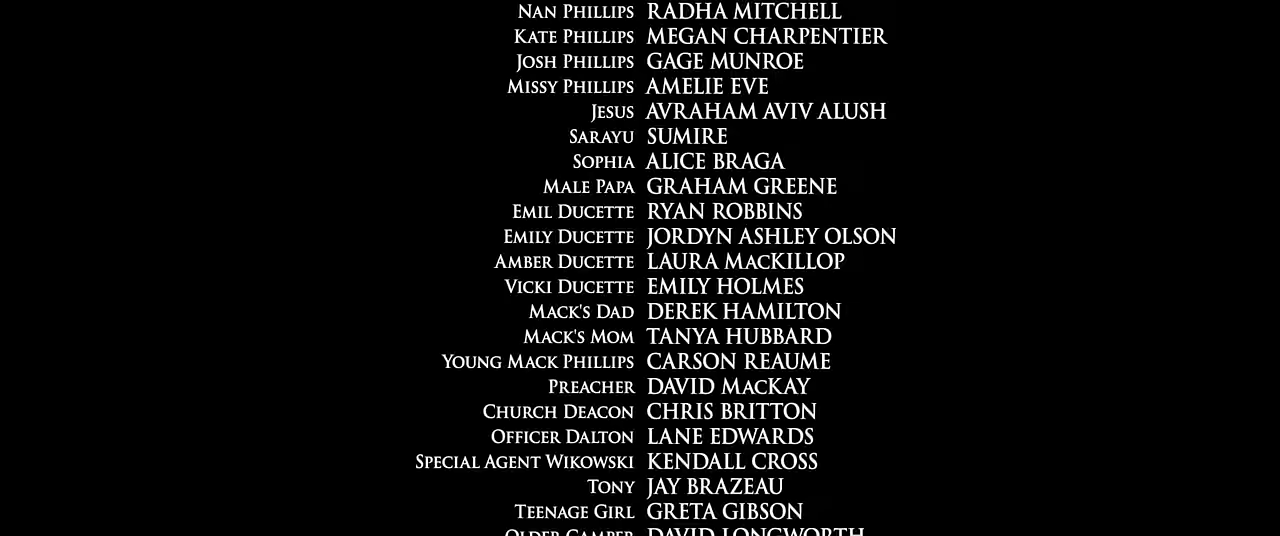 Nan Phillips RADHA MITCHELL
Kate Phillips MEGAN CHARPENTIER
Josh Phillips GAGE MUNROE
Missy Phillips AMELIE EVE
Jesus AVRAHAM AVIV ALUSH
Sarayu SUMIRE
Sophia ALICE BRAGA
Male Papa GRAHAM GREENE
Emil Ducette RYAN ROBBINS
Emily Ducette JORDYN ASHLEY OLSON
Amber Ducette LAURA MacKILLOP
Vicki Ducette EMILY HOLMES
Mack's Dad DEREK HAMILTON
Mack's Mom TANYA HUBBARD
Young Mack Phillips CARSON REAUME
Preacher DAVID MacKAY
Church Deacon CHRIS BRITTON
Officer Dalton LANE EDWARDS
Special Agent Wikowski KENDALL CROSS
Tony JAY BRAZEAU
Teenage Girl GRETA GIBSON
Older Camper DAVID LONGWORTH